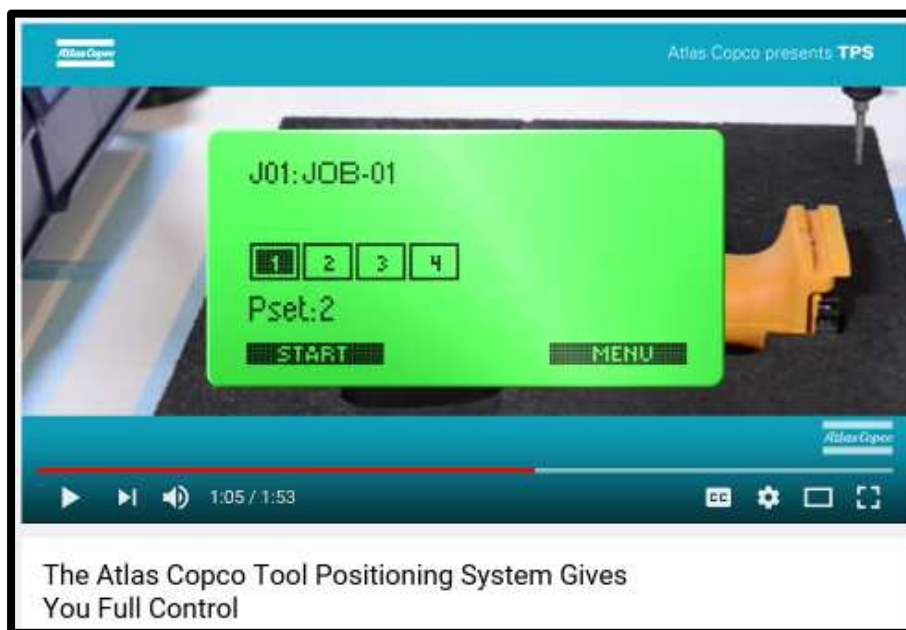 Atlas Copco
Atlas Copco presents TPS
J01:JOB-01
1 2 3 4
Pset:2
START MENU
Atlas Copco
1:05 / 1:53
CC
The Atlas Copco Tool Positioning System Gives
You Full Control